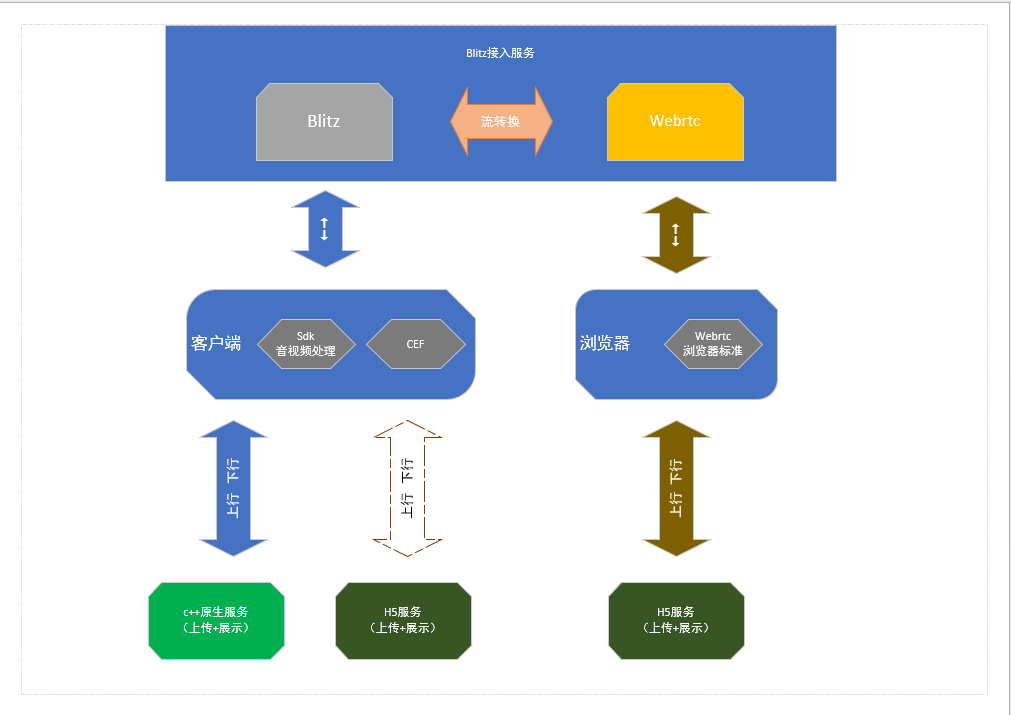 Blitz接入服务
Blitz
流转换
Webrtc
客户端
Sdk
音视频处理
CEF
浏览器
Webrtc
浏览器标准
上行 下行
上行 下行
上行 下行
c++原生服务
（上传+展示）
H5服务
（上传+展示）
H5服务
（上传+展示）